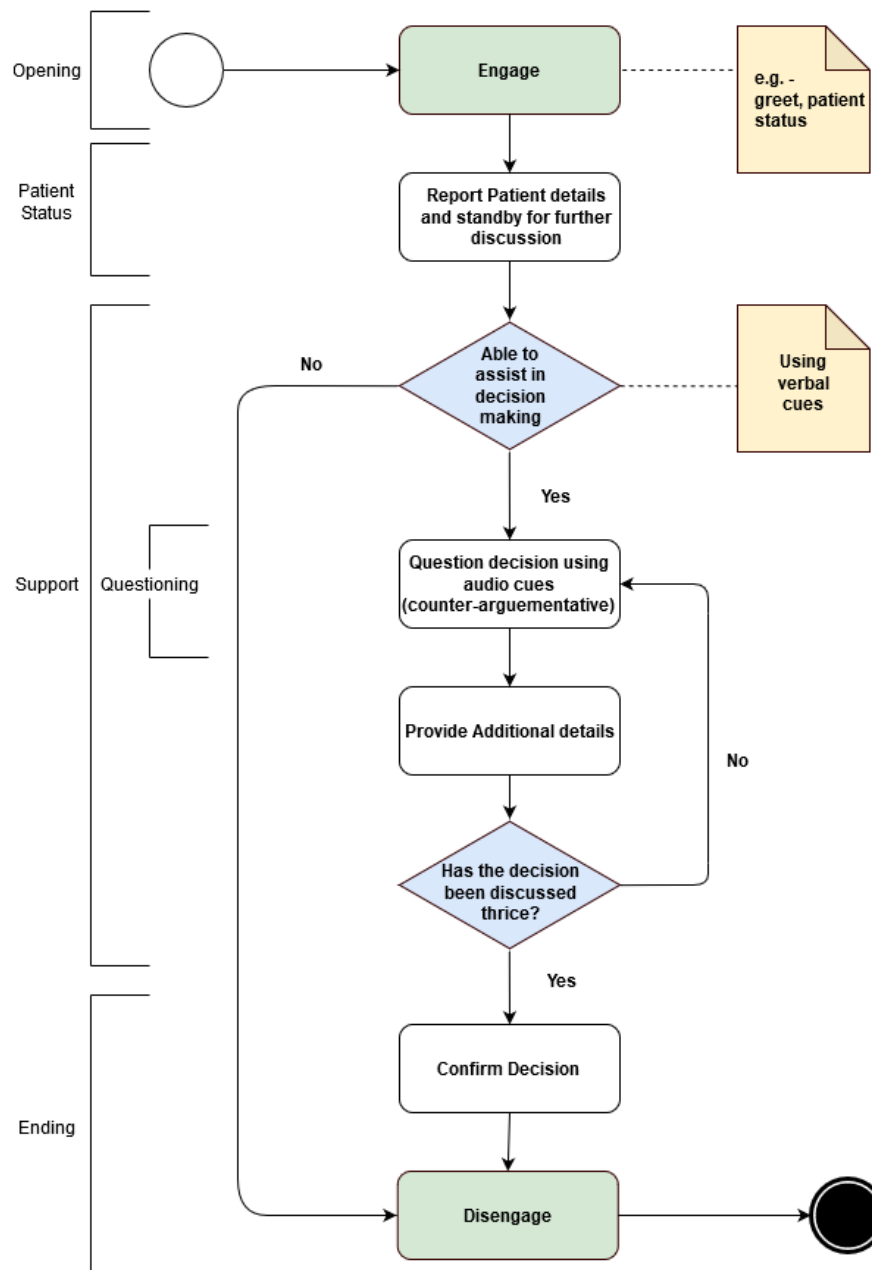 Opening
Engage
e.g. -
greet, patient
status
Patient
Status
Report Patient details
and standby for further
discussion
Able to
assist in
decision
making
No
Using
verbal
cues
Yes
Support
Questioning
Question decision using
audio cues
(counter-arguementative)
Provide Additional details
No
Has the decision
been discussed
thrice?
Yes
Confirm Decision
Ending
Disengage